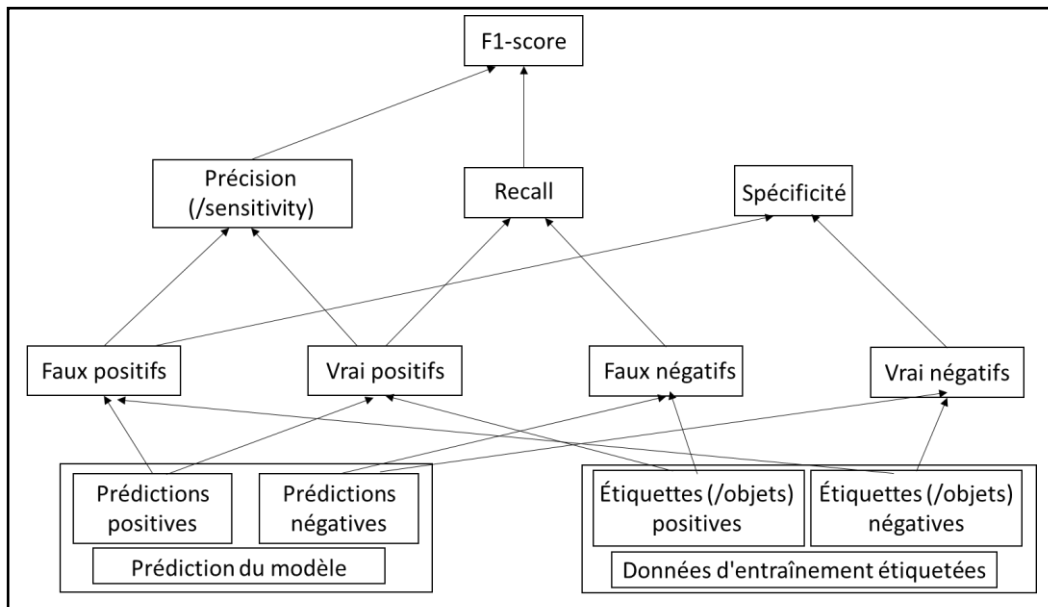 F1-score
Précision
(/sensitivity)
Recall
Spécificité
Faux positifs
Vrai positifs
Faux négatifs
Vrai négatifs
Prédictions
positives
Prédictions
négatives
Prédiction du modèle
Étiquettes (/objets)
positives
Étiquettes (/objets)
négatives
Données d'entraînement étiquetées